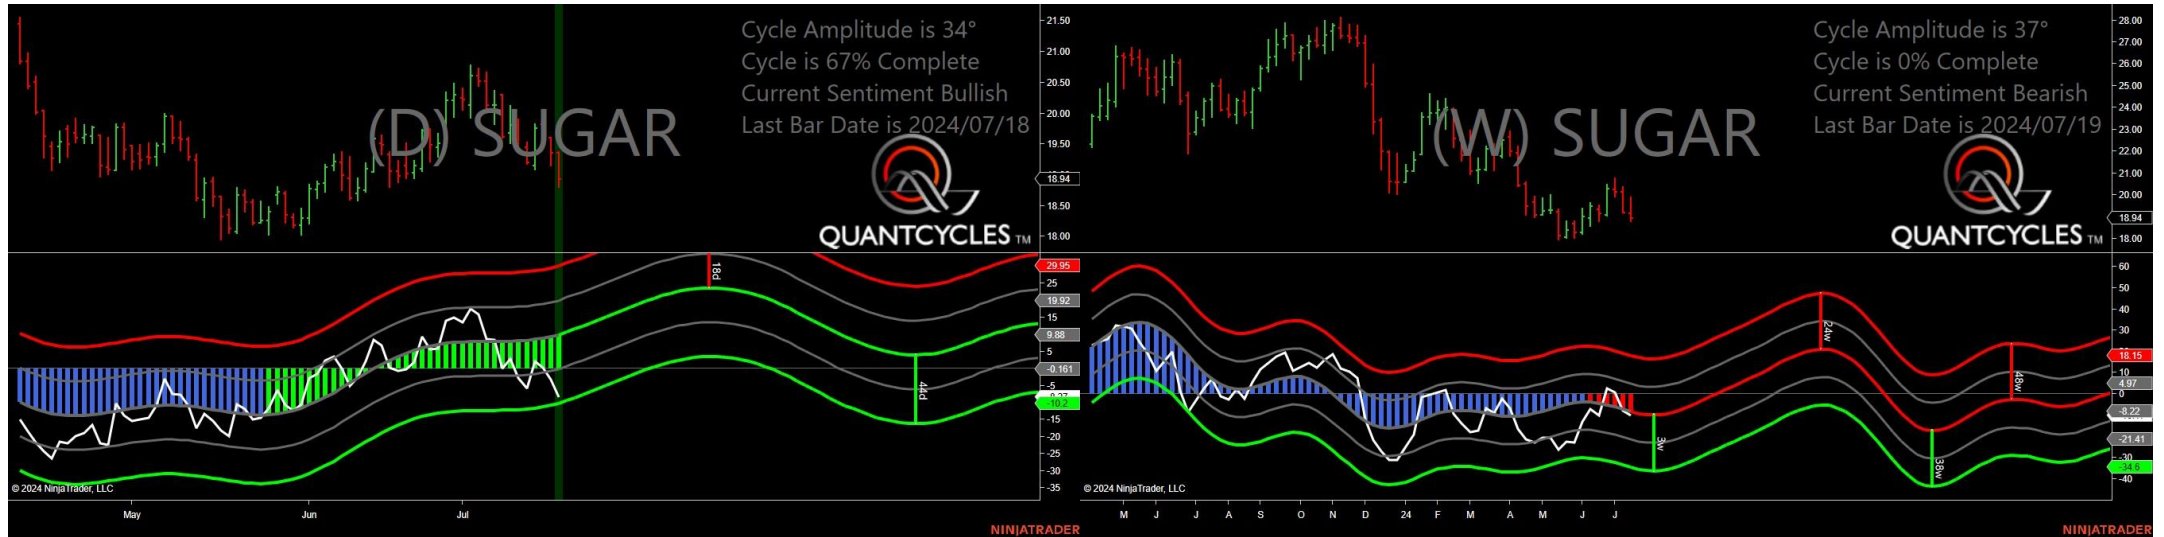 Cycle Amplitude is 34°
Cycle is 67% Complete
Current Sentiment Bullish
Last Bar Date is 2024/07/18
(D) SUGAR
QUANTCYCLES TM
21.50
21.00
20.50
20.00
19.50
18.94
18.50
18.00
29.95
25
19.92
15
9.88
5
-0.161
-5
-10.2
-15
-20
-25
-30
-35
18d
44d
© 2024 NinjaTrader, LLC
May
Jun
Jul
NINJATRADER
Cycle Amplitude is 37°
Cycle is 0% Complete
Current Sentiment Bearish
Last Bar Date is 2024/07/19
(W) SUGAR
QUANTCYCLES TM
28.00
27.00
26.00
25.00
24.00
23.00
22.00
21.00
20.00
18.94
18.00
60
50
40
30
18.15
10
4.97
0
-8.22
-21.41
-30
-34.6
-40
3w
24w
38w
48w
© 2024 NinjaTrader, LLC
M J J A S O N D 24 F M A M J J
NINJATRADER